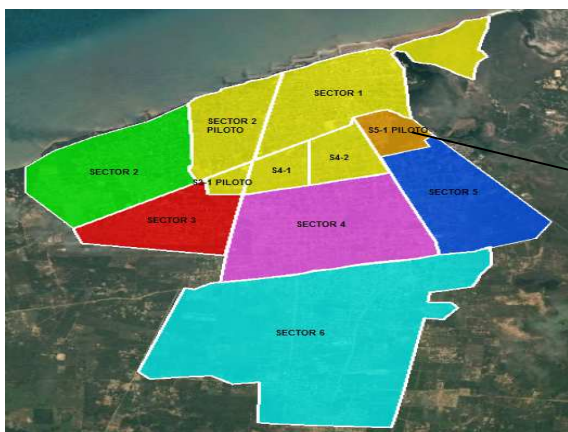 SECTOR 1
SECTOR 2
PILOTO
S5-1 PILOTO
S4-2
S4-1
SECTOR 2
S3-1 PILOTO
SECTOR 5
SECTOR 3
SECTOR 4
SECTOR 6